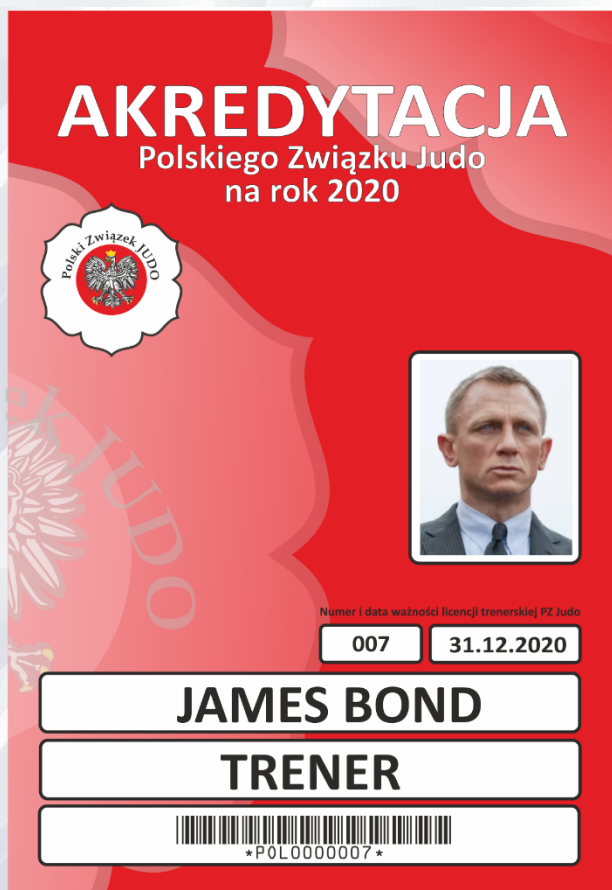 AKREDYTACJA
Polskiego Związku Judo
na rok 2020
Polski Związek JUDO
ek JUDO
Numer i data ważności licencji trenerskiej PZ Judo
007 31.12.2020
JAMES BOND
TRENER
*POL0000007*